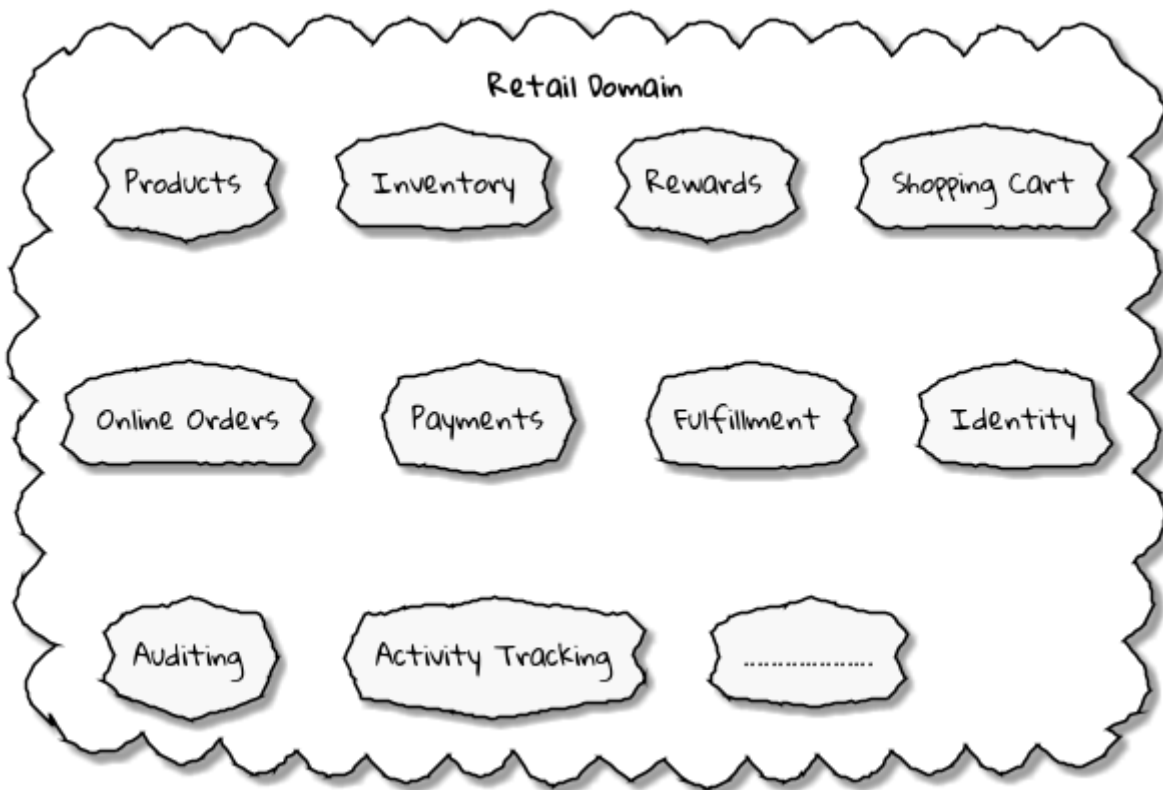 Retail Domain
Products
Inventory
Rewards
Shopping Cart
Online Orders
Payments
Fulfillment
Identity
Auditing
Activity Tracking
...................